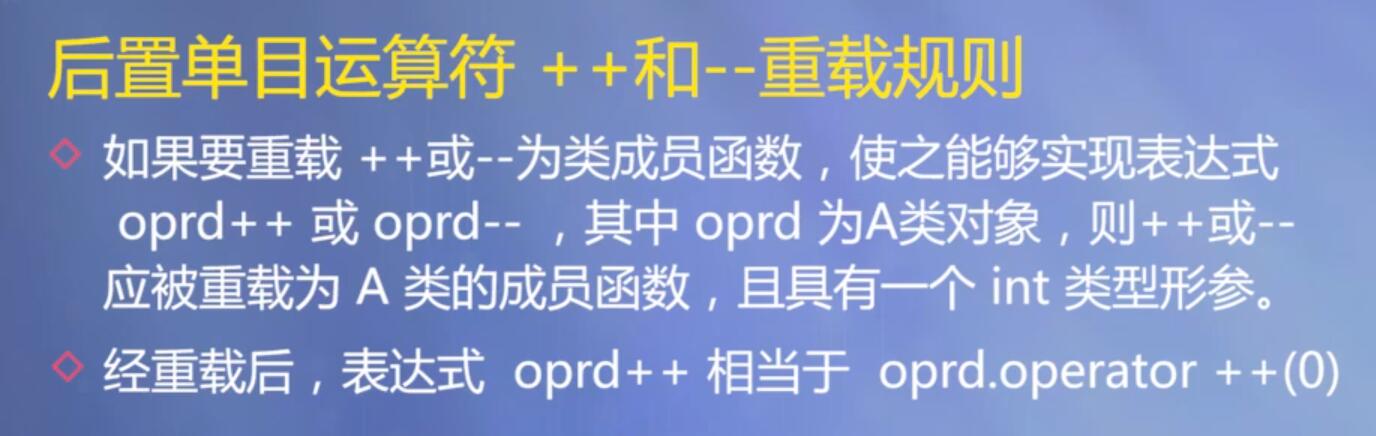 后置单目运算符 ++和--重载规则
如果要重载 ++或--为类成员函数，使之能够实现表达式
oprd++ 或 oprd-- ，其中 oprd 为A类对象，则++或--
应被重载为 A 类的成员函数，且具有一个 int 类型形参。
经重载后，表达式 oprd++ 相当于 oprd.operator ++(0)